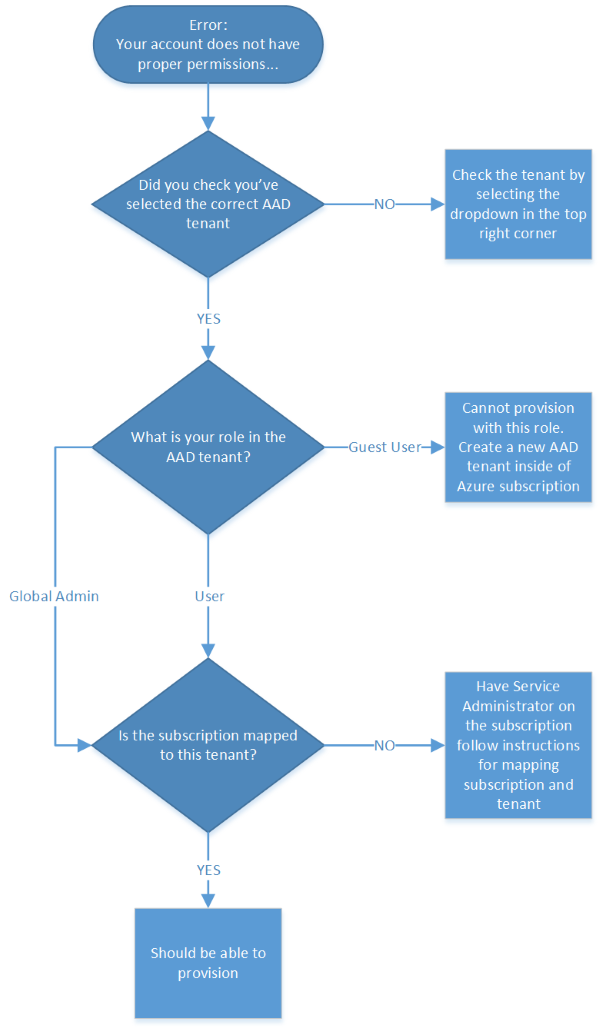 Error:
Your account does not have
proper permissions...
Did you check you've
selected the correct AAD
tenant
NO
Check the tenant by
selecting the
dropdown in the top
right corner
YES
What is your role in the
AAD tenant?
Guest User
Cannot provision
with this role.
Create a new AAD
tenant inside of
Azure subscription
Global Admin
User
Is the subscription mapped
to this tenant?
NO
Have Service
Administrator on
the subscription
follow instructions
for mapping
subscription and
tenant
YES
Should be able to
provision